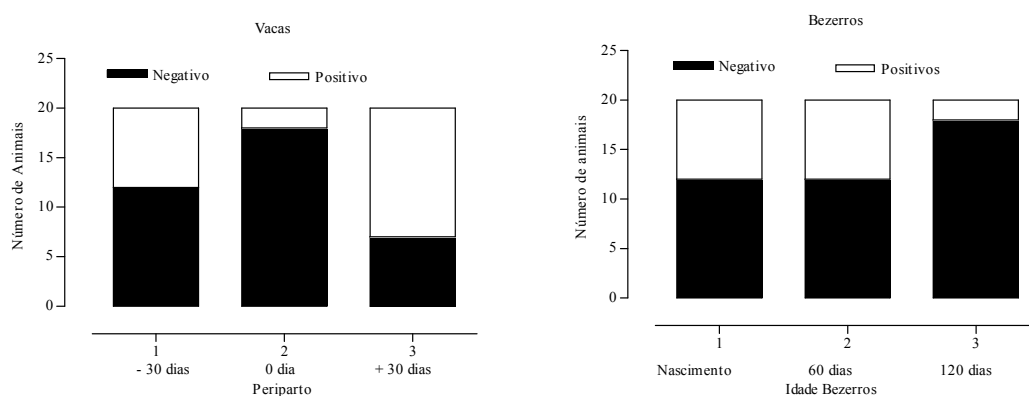 Vacas
25
20
15
10
5
0
Número de Animais
Negativo
Positivo
1
2
3
- 30 dias
0 dia
+ 30 dias
Periparto
Bezerros
25
20
15
10
5
0
Número de animais
Negativo
Positivos
1
2
3
Nascimento
60 dias
120 dias
Idade Bezerros